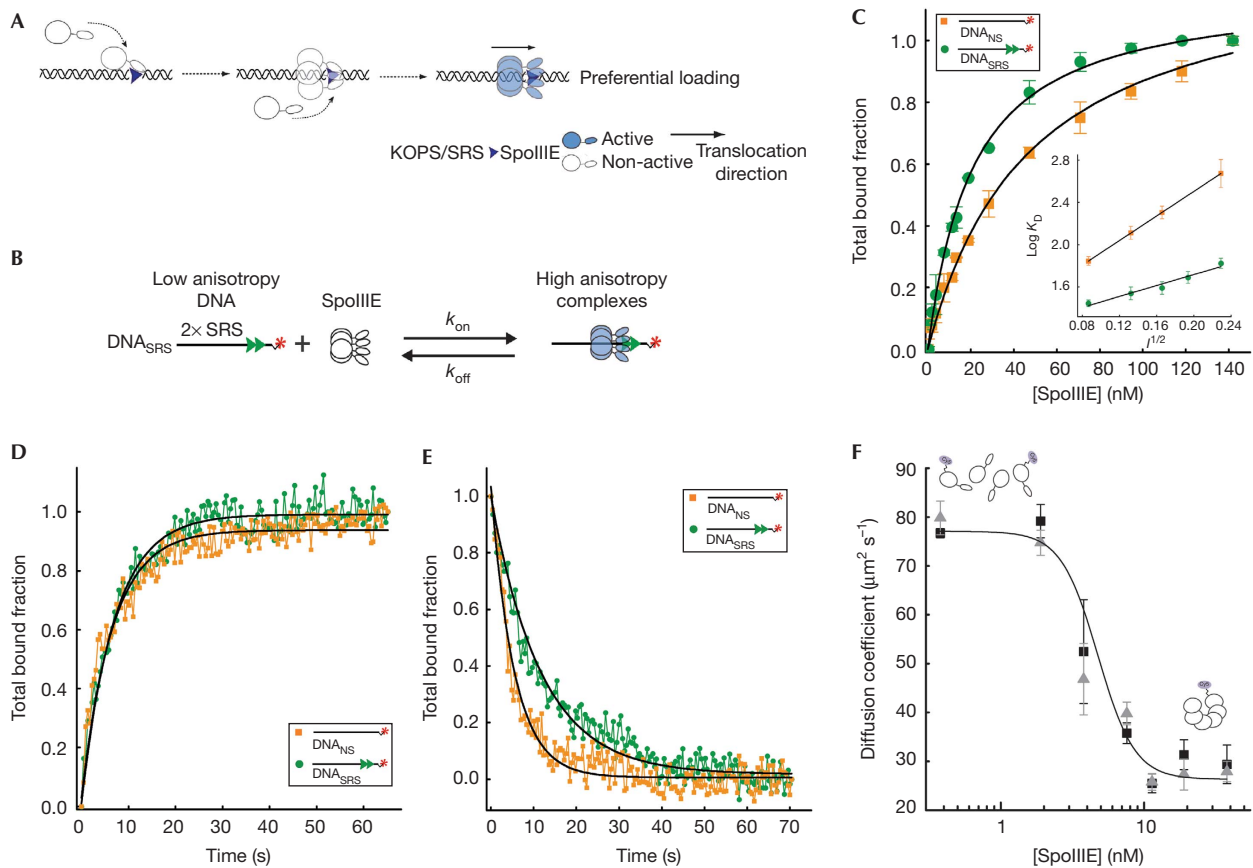 A
Preferential loading
KOPS/SRS SpoIIIE
Active
Non-active
Translocation
direction
B
Low anisotropy
DNA
SpoIIIE
High anisotropy
complexes
DNA_SRS
2× SRS
*
+
k_on
k_off
*
C
*
DNA_NS
*
DNA_SRS
Total bound fraction
1.0
0.8
0.6
0.4
0.2
0.0
0 20 40 60 80 100 120 140
[SpoIIIE] (nM)
Log K_D
2.8
2.4
2.0
1.6
1.2
0.08 0.12 0.16 0.20 0.24
I^1/2
D
Total bound fraction
1.0
0.8
0.6
0.4
0.2
0.0
0 10 20 30 40 50 60
Time (s)
*
DNA_NS
*
DNA_SRS
E
Total bound fraction
1.0
0.8
0.6
0.4
0.2
0.0
0 10 20 30 40 50 60 70
Time (s)
*
DNA_NS
*
DNA_SRS
F
Diffusion coefficient (μm² s⁻¹)
90
80
70
60
50
40
30
20
1 10
[SpoIIIE] (nM)